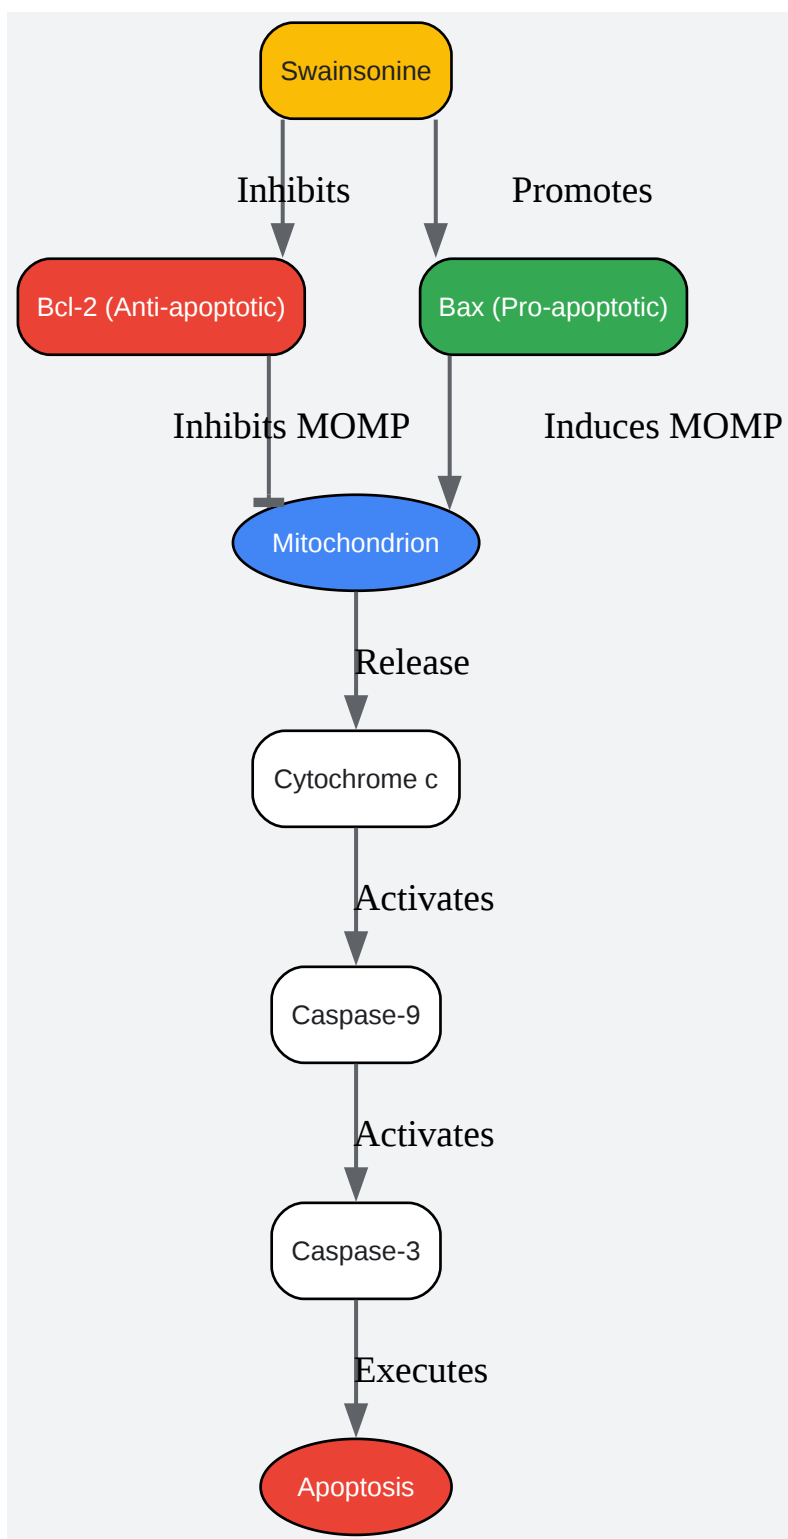 Swainsonine
Inhibits
Promotes
Bcl-2 (Anti-apoptotic)
Bax (Pro-apoptotic)
Inhibits MOMP
Induces MOMP
Mitochondrion
Release
Cytochrome c
Activates
Caspase-9
Activates
Caspase-3
Executes
Apoptosis